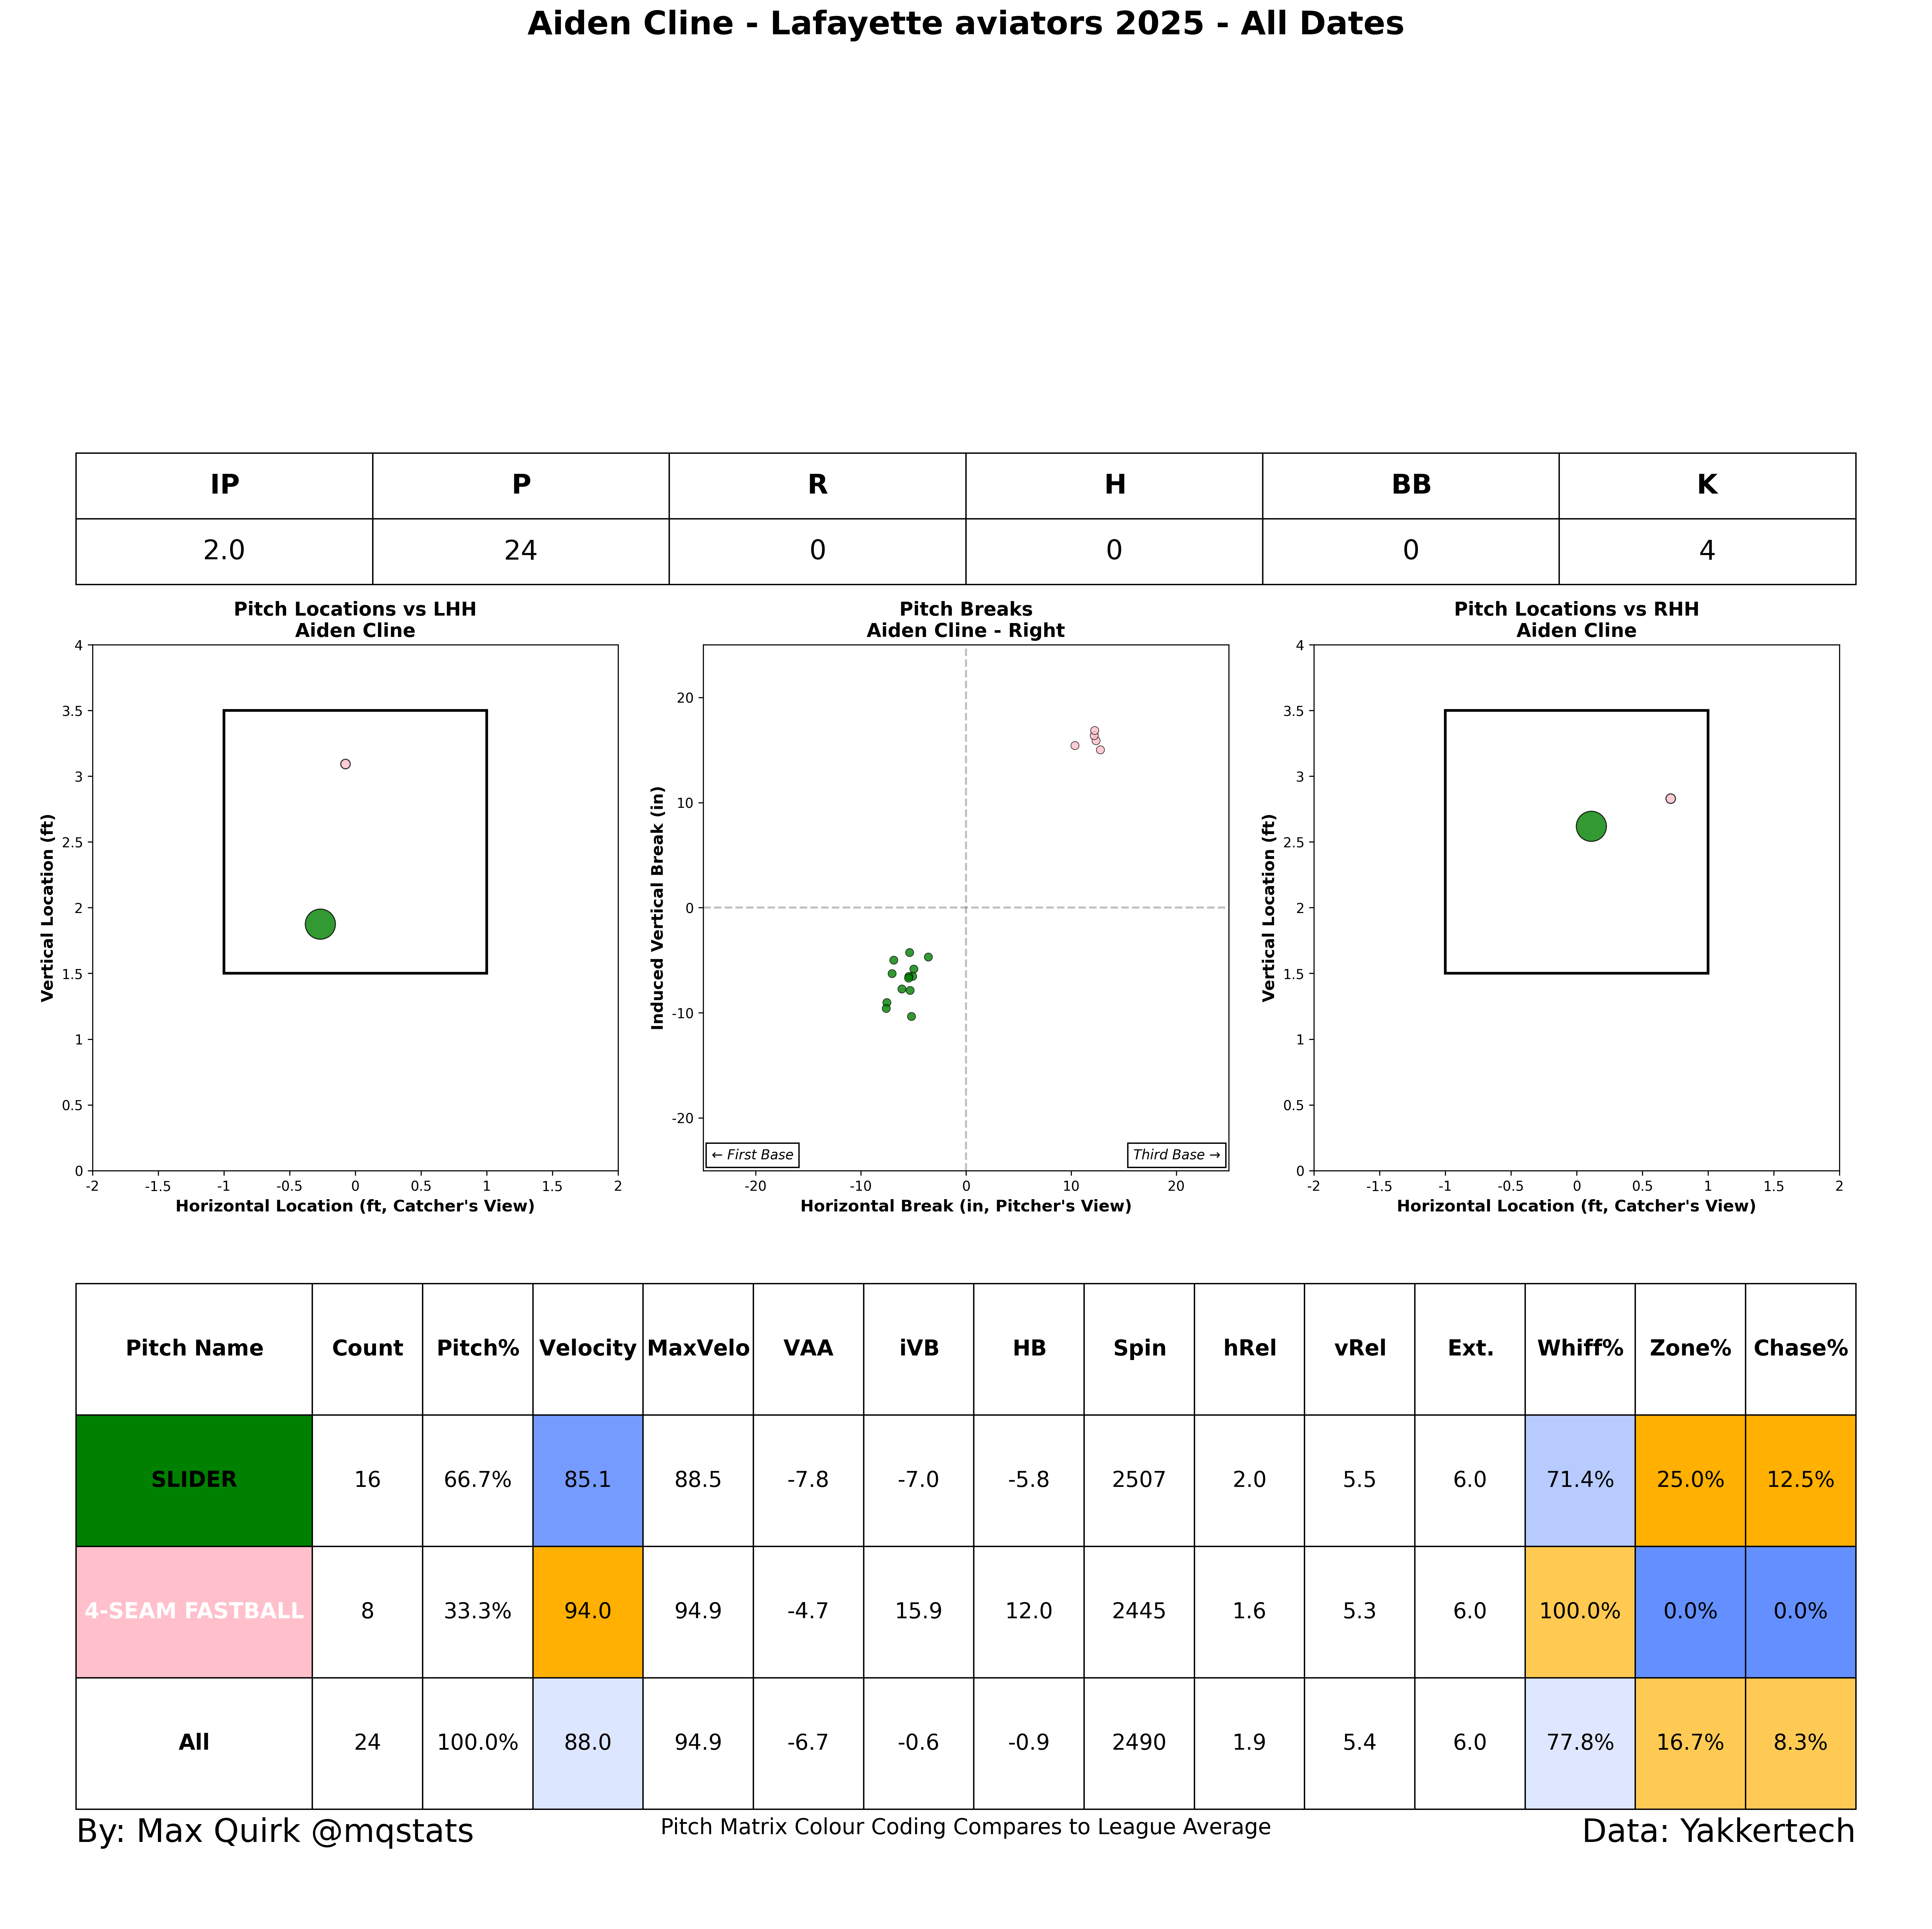 Aiden Cline - Lafayette aviators 2025 - All Dates
IP P R H BB K
2.0 24 0 0 0 4
Pitch Locations vs LHH
Aiden Cline
4
3.5
3
2.5
2
1.5
1
0.5
0
-2 -1.5 -1 -0.5 0 0.5 1 1.5 2
Vertical Location (ft)
Horizontal Location (ft, Catcher's View)
Pitch Breaks
Aiden Cline - Right
20
10
0
-10
-20
← First Base Third Base →
-20 -10 0 10 20
Induced Vertical Break (in)
Horizontal Break (in, Pitcher's View)
Pitch Locations vs RHH
Aiden Cline
4
3.5
3
2.5
2
1.5
1
0.5
0
-2 -1.5 -1 -0.5 0 0.5 1 1.5 2
Vertical Location (ft)
Horizontal Location (ft, Catcher's View)
Pitch Name Count Pitch% Velocity MaxVelo VAA iVB HB Spin hRel vRel Ext. Whiff% Zone% Chase%
SLIDER 16 66.7% 85.1 88.5 -7.8 -7.0 -5.8 2507 2.0 5.5 6.0 71.4% 25.0% 12.5%
4-SEAM FASTBALL 8 33.3% 94.0 94.9 -4.7 15.9 12.0 2445 1.6 5.3 6.0 100.0% 0.0% 0.0%
All 24 100.0% 88.0 94.9 -6.7 -0.6 -0.9 2490 1.9 5.4 6.0 77.8% 16.7% 8.3%
By: Max Quirk @mqstats Pitch Matrix Colour Coding Compares to League Average Data: Yakkertech